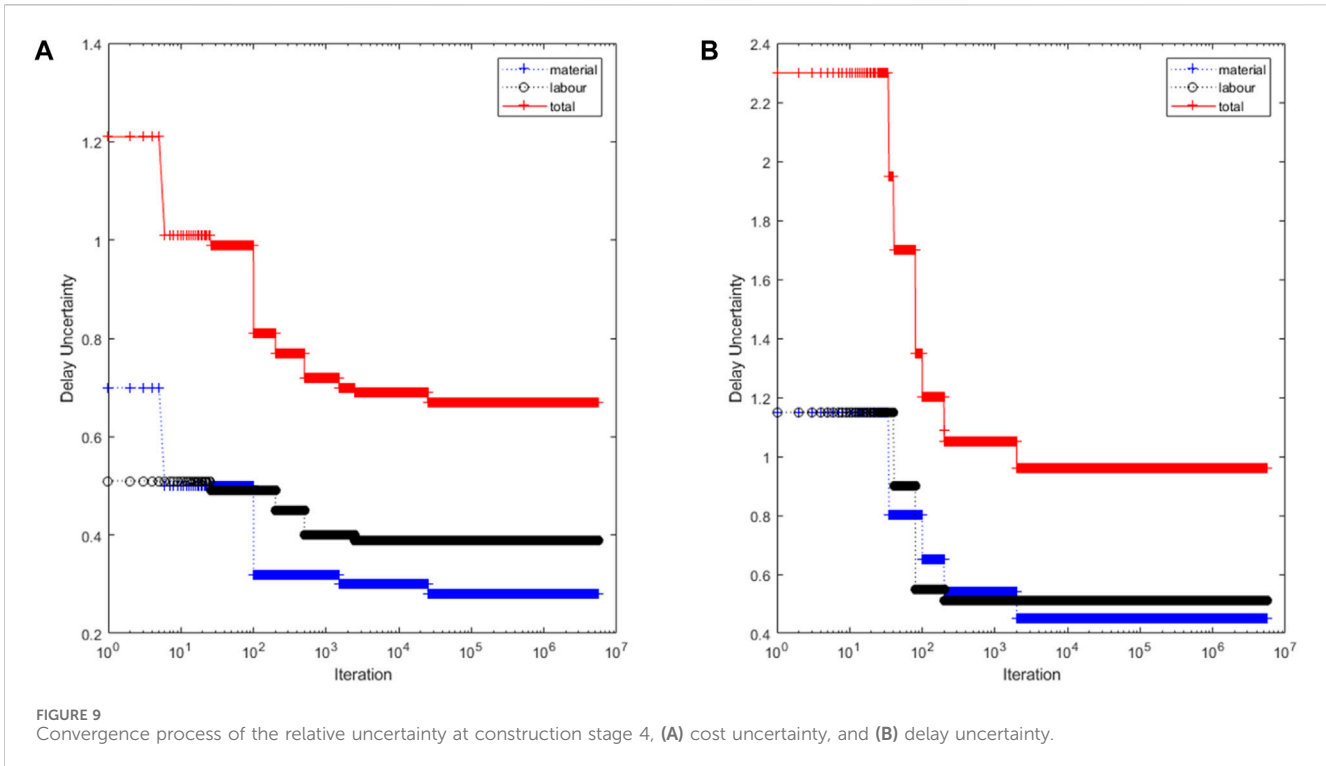 A
1.4
1.2
1
0.8
0.6
0.4
0.2
Delay Uncertainty
material
labour
total
10^0 10^1 10^2 10^3 10^4 10^5 10^6 10^7
Iteration
B
2.4
2.2
2
1.8
1.6
1.4
1.2
1
0.8
0.6
0.4
Delay Uncertainty
material
labour
total
10^0 10^1 10^2 10^3 10^4 10^5 10^6 10^7
Iteration
FIGURE 9
Convergence process of the relative uncertainty at construction stage 4, (A) cost uncertainty, and (B) delay uncertainty.